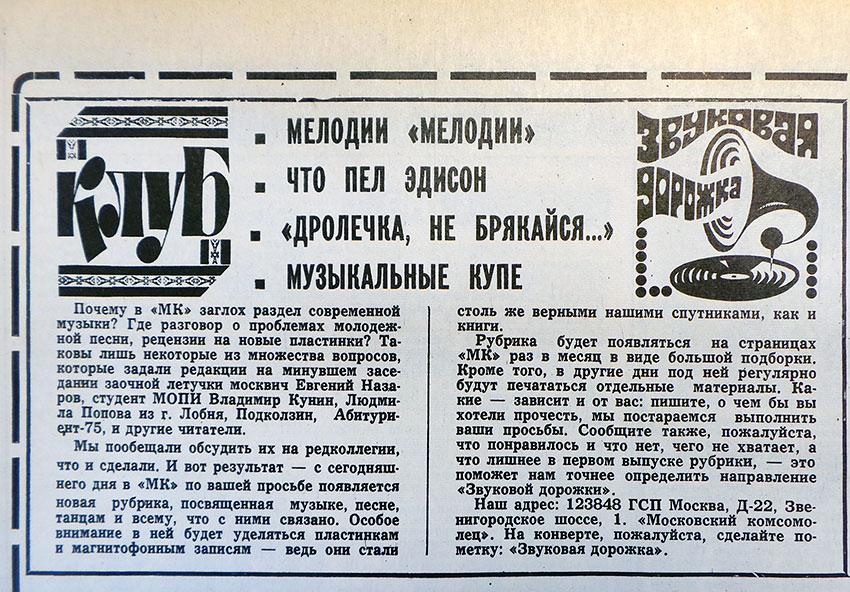 КЛУБ
■ МЕЛОДИИ «МЕЛОДИИ»
■ ЧТО ПЕЛ ЭДИСОН
■ «ДРОЛЕЧКА, НЕ БРЯКАЙСЯ...»
■ МУЗЫКАЛЬНЫЕ КУПЕ
ЗВУКОВАЯ
ДОРОЖКА
Почему в «МК» заглох раздел современной
музыки? Где разговор о проблемах молодеж-
ной песни, рецензии на новые пластинки? Та-
ковы лишь некоторые из множества вопросов,
которые задали редакции на минувшем засе-
дании заочной летучки москвич Евгений Наза-
ров, студент МОПИ Владимир Кунин, Людми-
ла Попова из г. Лобня, Подколзин, Абитури-
ент-75, и другие читатели.
Мы пообещали обсудить их на редколлегии,
что и сделали. И вот результат — с сегодняш-
него дня в «МК» по вашей просьбе появляется
новая рубрика, посвященная музыке, песне,
танцам и всему, что с ними связано. Особое
внимание в ней будет уделяться пластинкам
и магнитофонным записям — ведь они стали
столь же верными нашими спутниками, как и
книги.
Рубрика будет появляться на страницах
«МК» раз в месяц в виде большой подборки.
Кроме того, в другие дни под ней регулярно
будут печататься отдельные материалы. Ка-
кие — зависит и от вас: пишите, о чем бы вы
хотели прочесть, мы постараемся выполнить
ваши просьбы. Сообщите также, пожалуйста,
что понравилось и что нет, чего не хватает, а
что лишнее в первом выпуске рубрики, — это
поможет нам точнее определить направление
«Звуковой дорожки».
Наш адрес: 123848 ГСП Москва, Д-22, Зве-
нигородское шоссе, 1. «Московский комсомо-
лец». На конверте, пожалуйста, сделайте по-
метку: «Звуковая дорожка».